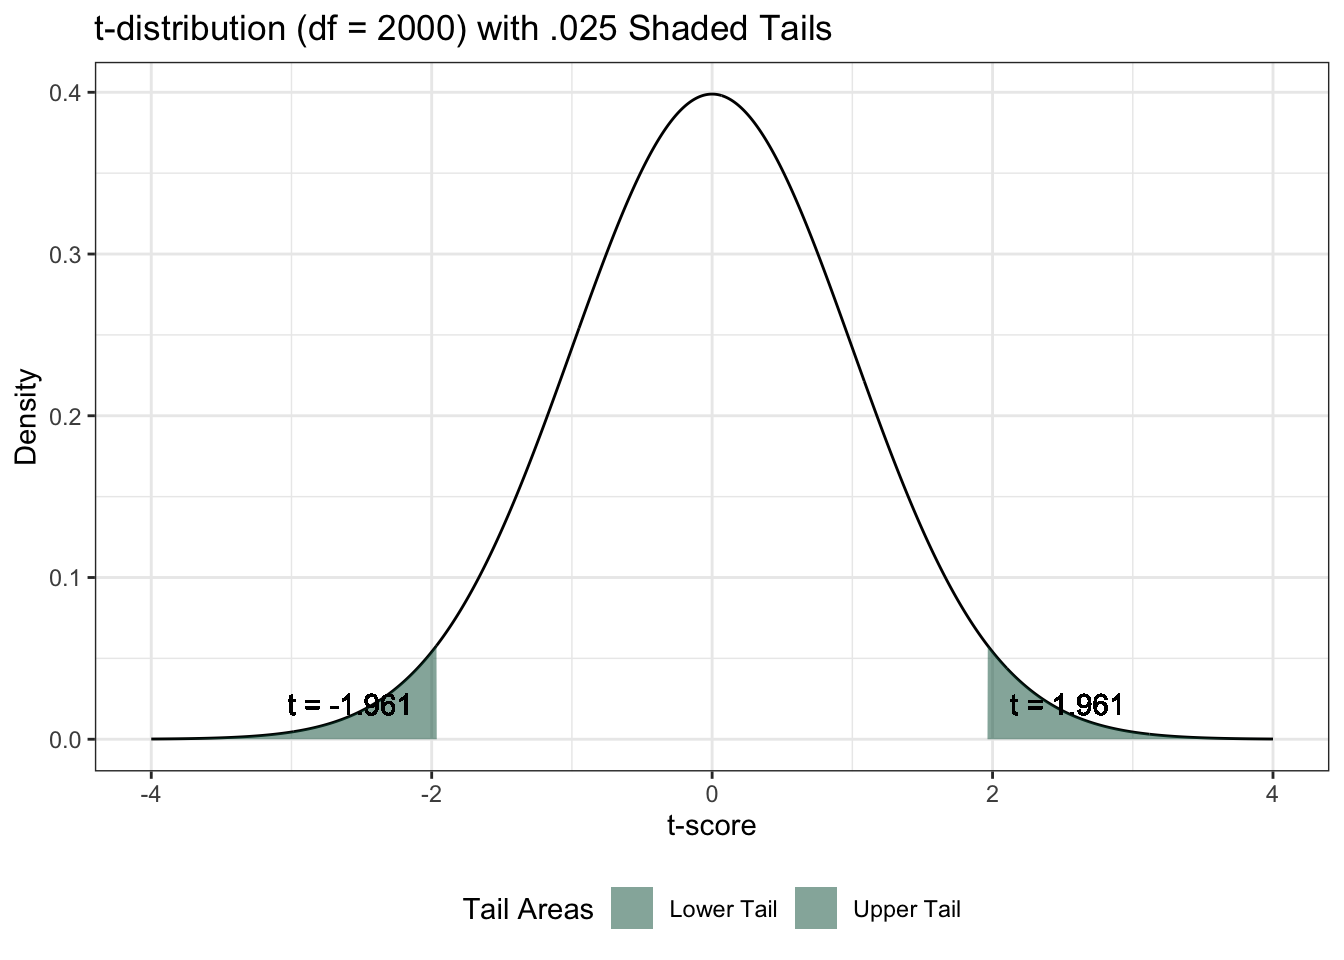 t-distribution (df = 2000) with .025 Shaded Tails
0.4
0.3
Density
0.2
0.1
t = -1.961
t = 1.961
0.0
-4 -2 0 2 4
t-score
Tail Areas Lower Tail Upper Tail